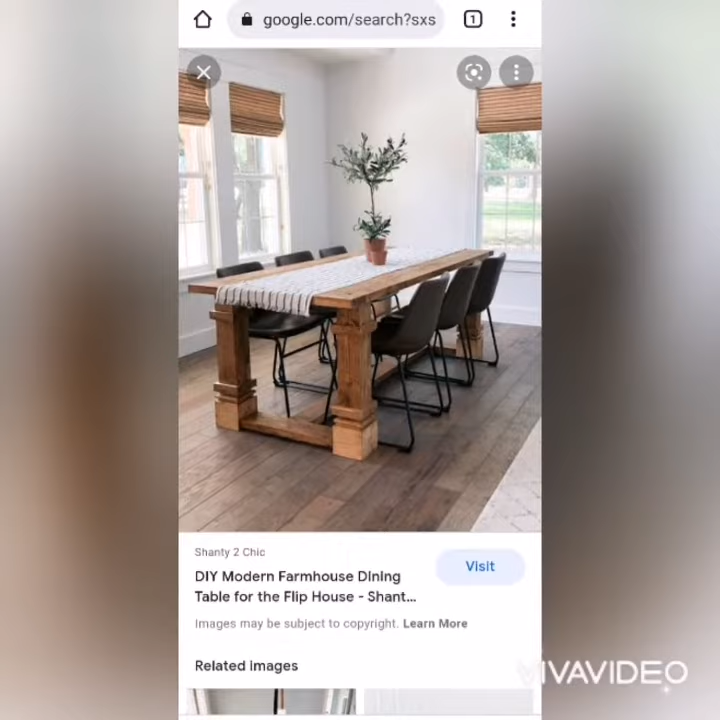 google.com/search?sxs
1
Shanty 2 Chic
DIY Modern Farmhouse Dining
Table for the Flip House - Shant...
Visit
Images may be subject to copyright. Learn More
Related images
VIVAVIDEO